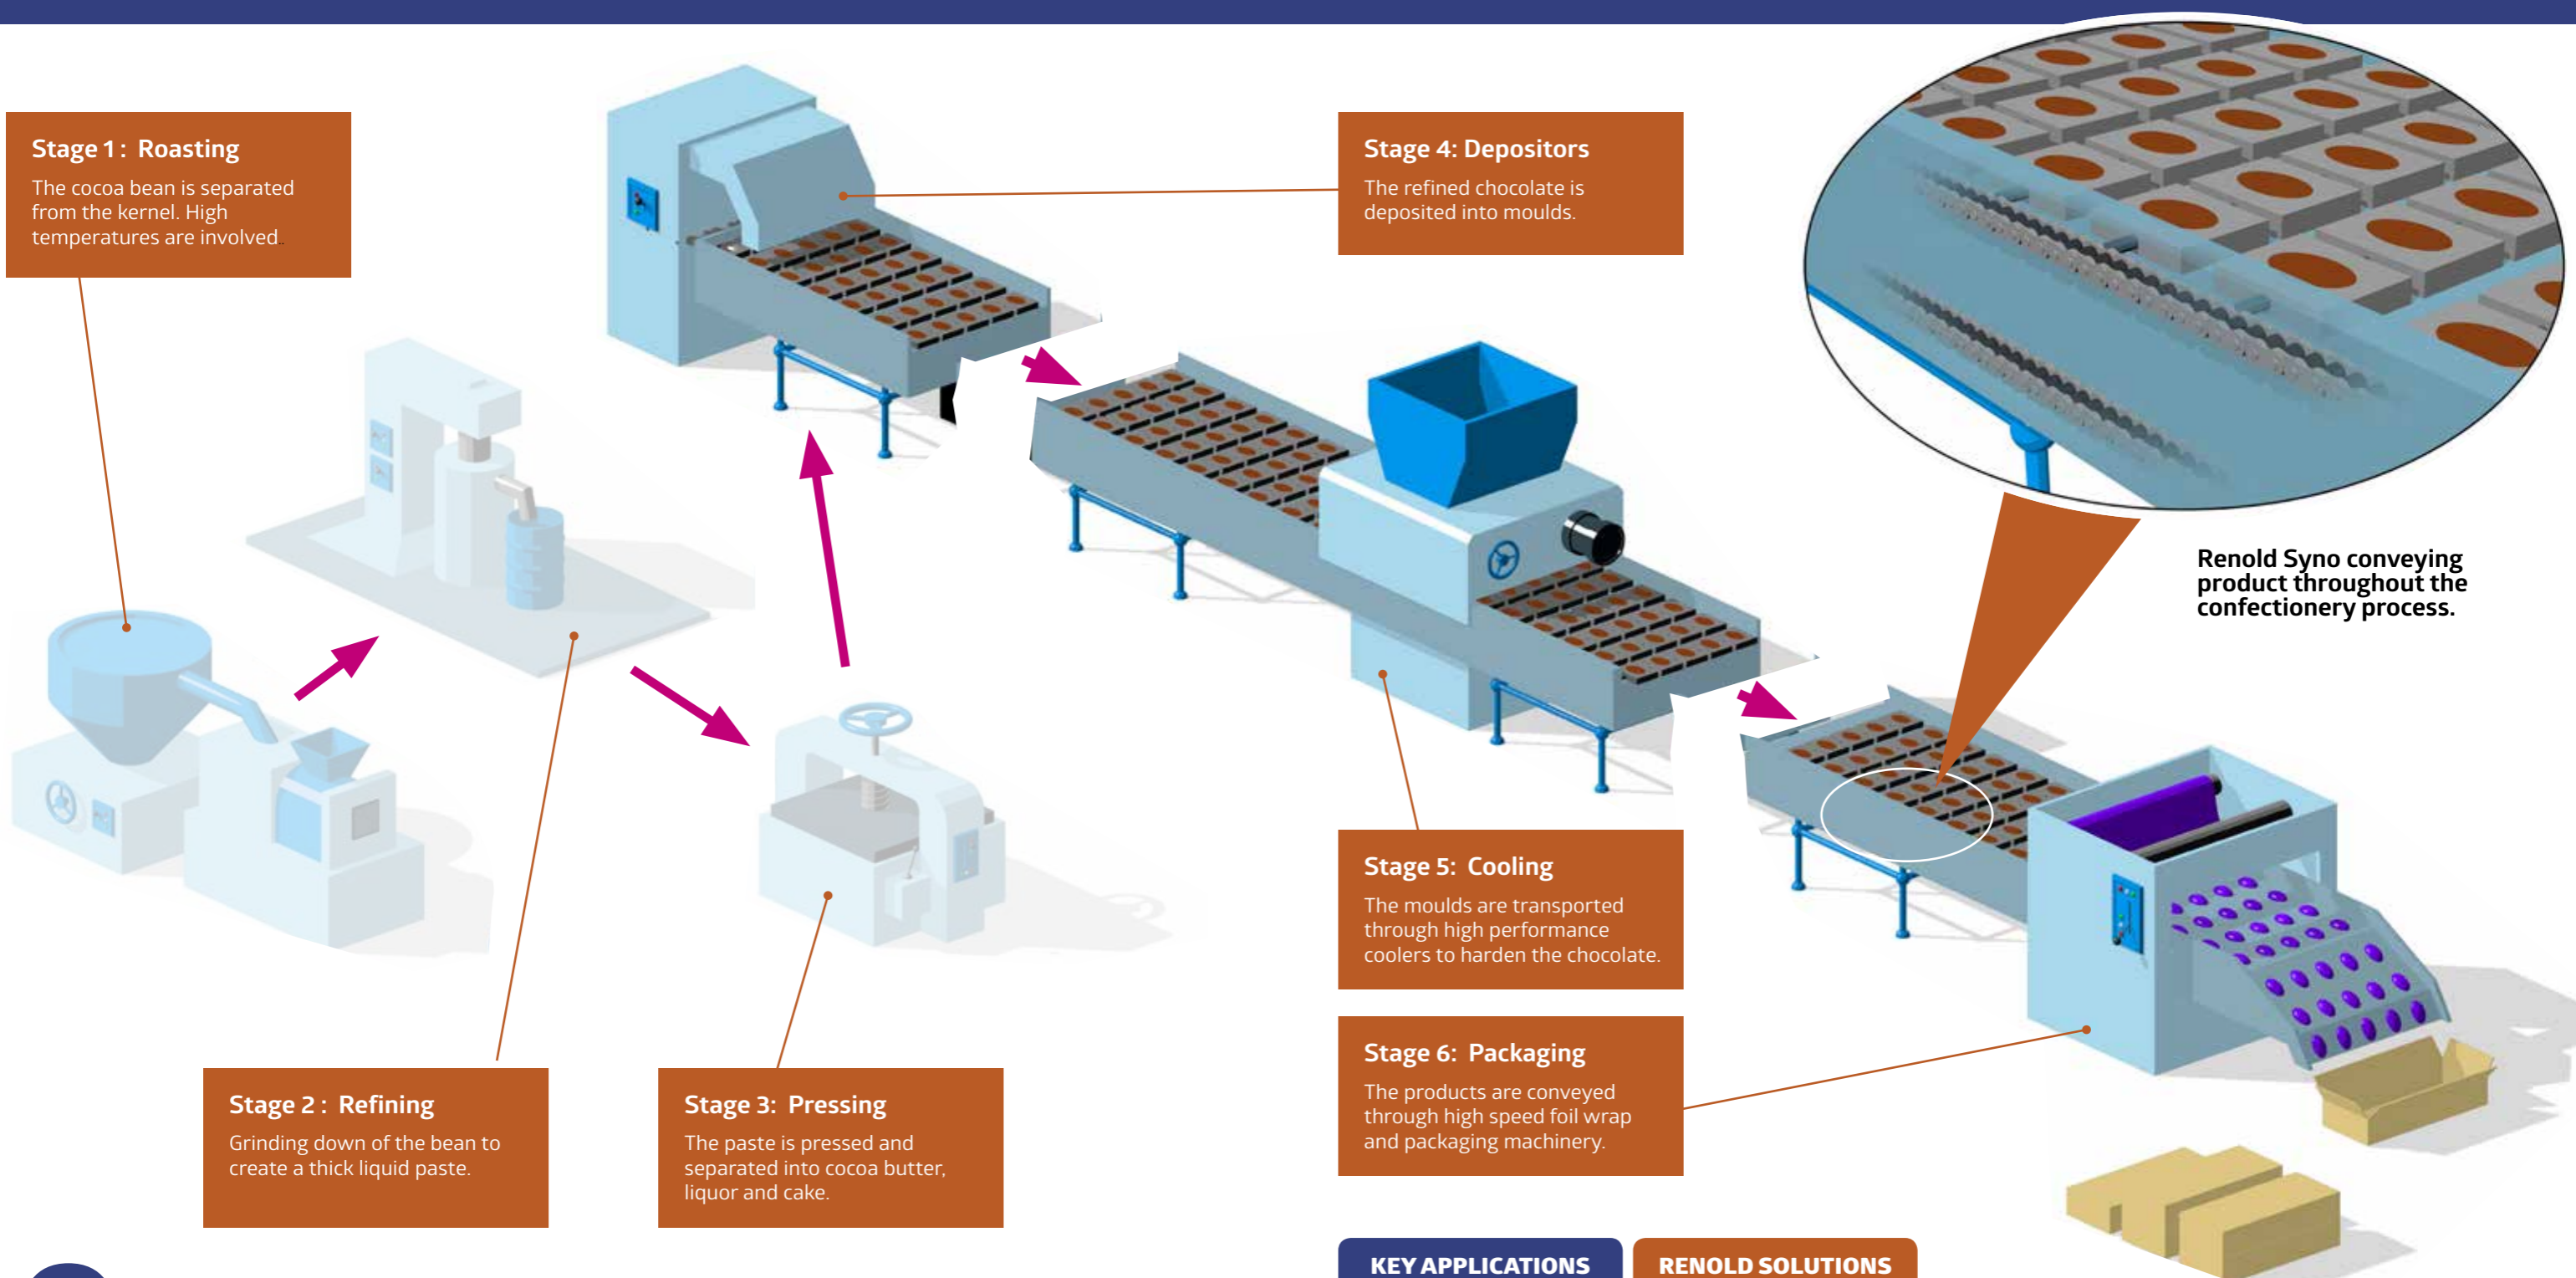 Stage 1 : Roasting
The cocoa bean is separated
from the kernel. High
temperatures are involved..
Stage 4: Depositors
The refined chocolate is
deposited into moulds.
Renold Syno conveying
product throughout the
confectionery process.
Stage 5: Cooling
The moulds are transported
through high performance
coolers to harden the chocolate.
Stage 6: Packaging
The products are conveyed
through high speed foil wrap
and packaging machinery.
Stage 2 : Refining
Grinding down of the bean to
create a thick liquid paste.
Stage 3: Pressing
The paste is pressed and
separated into cocoa butter,
liquor and cake.
KEY APPLICATIONS
RENOLD SOLUTIONS